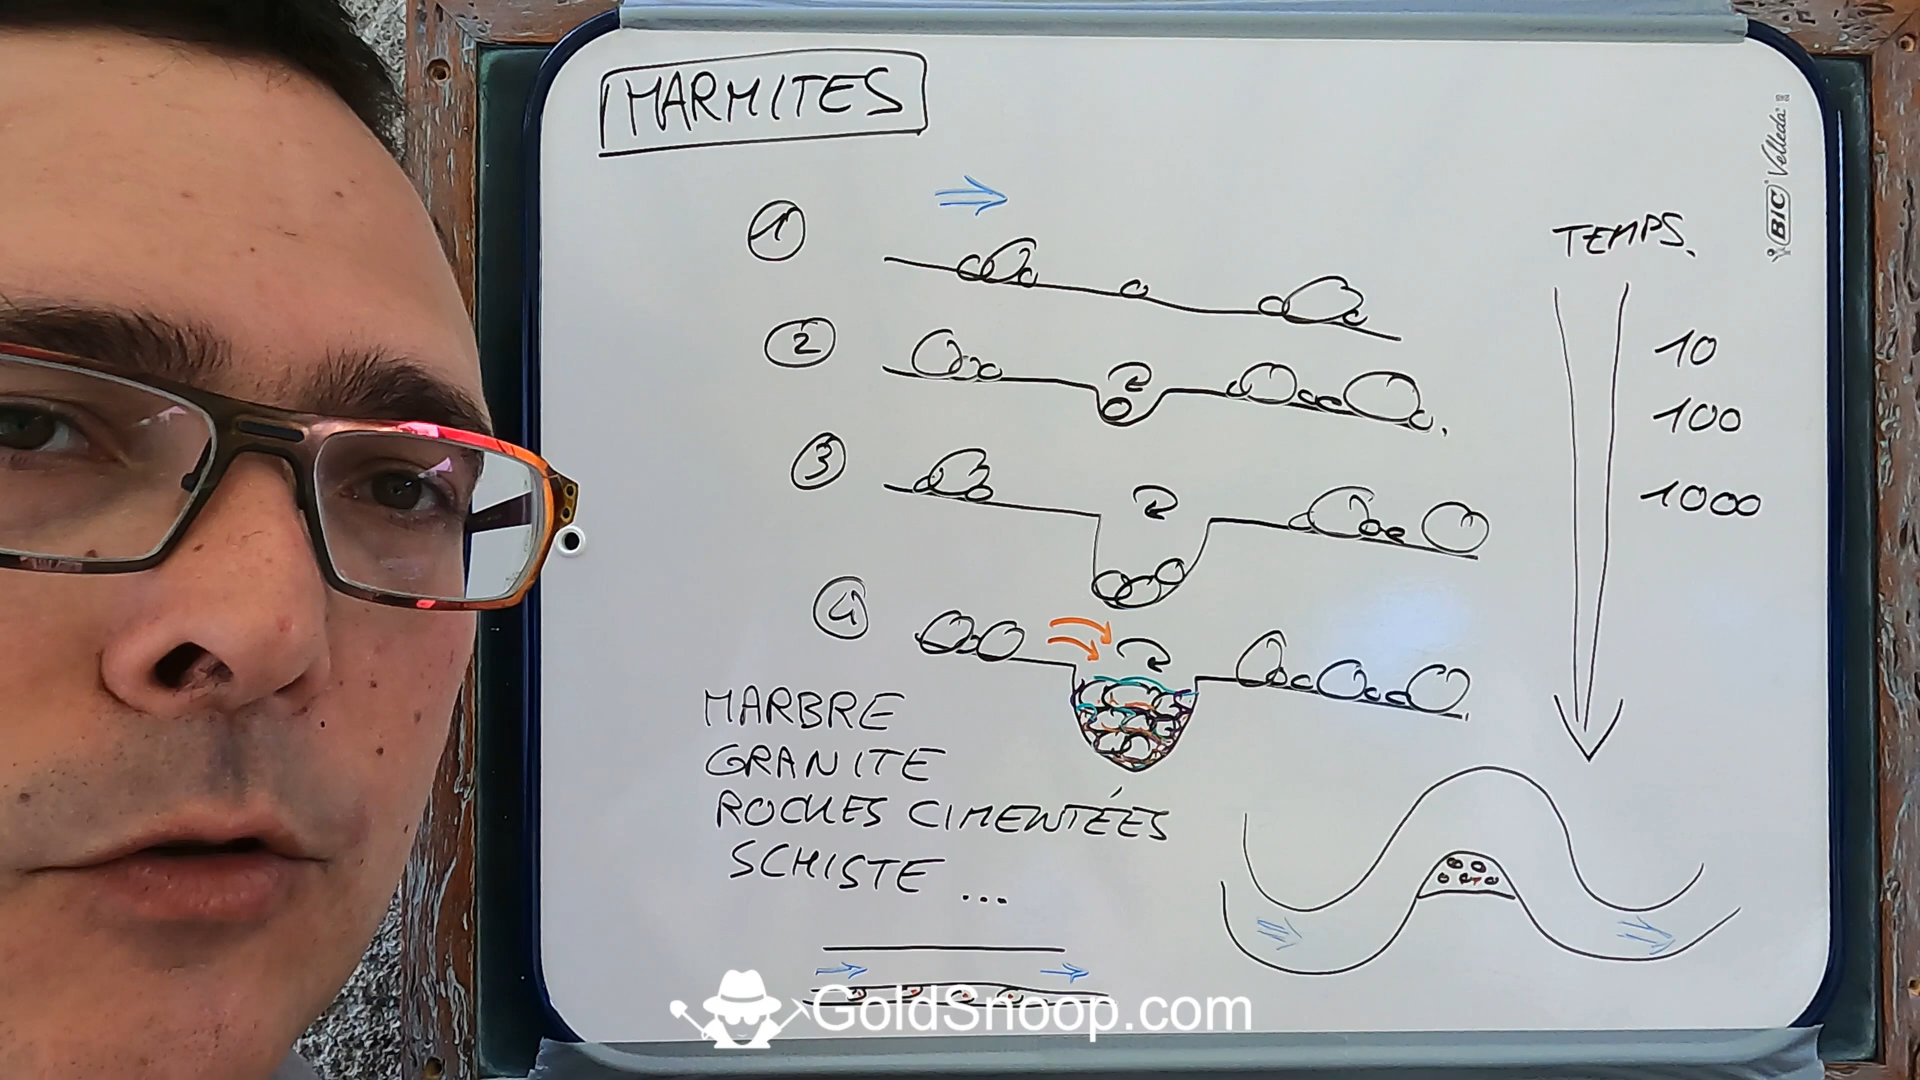 MARMITES
1
TEMPS.
2
10
100
3
1000
4
MARBRE
GRANITE
ROCHES CIMENTÉES
SCHISTE ...
BIC Velleda
GoldSnoop.com